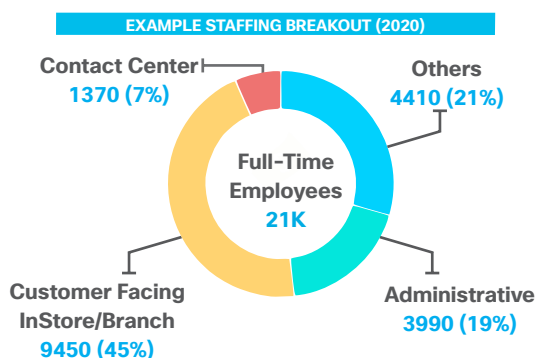 EXAMPLE STAFFING BREAKOUT (2020)
Contact Center
1370 (7%)
Others
4410 (21%)
Full-Time
Employees
21K
Customer Facing
InStore/Branch
9450 (45%)
Administrative
3990 (19%)